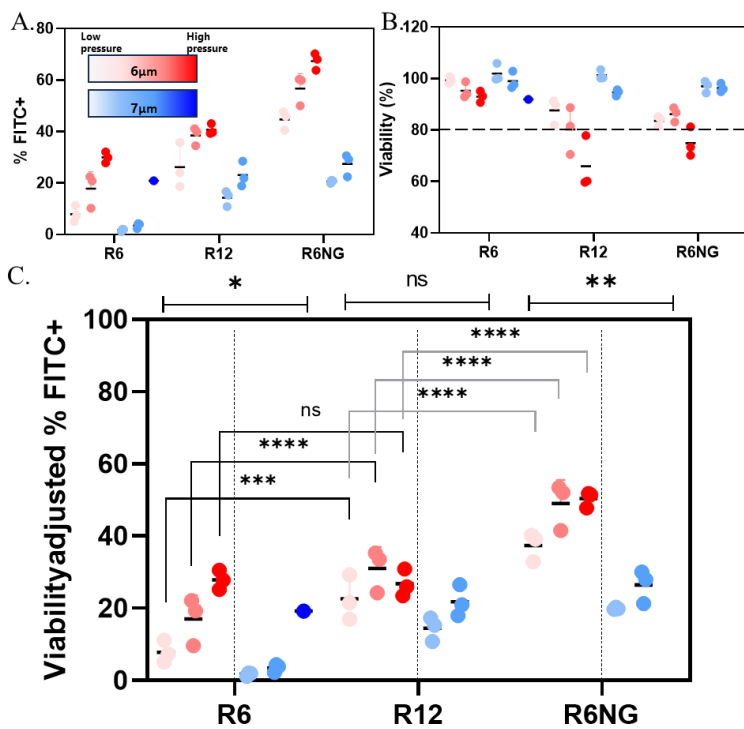 A.
% FITC+
80
60
40
20
0
Low pressure
High pressure
6μm
7μm
R6
R12
R6NG
B.
Viability (%)
120
100
80
60
40
R6
R12
R6NG
C.
*
ns
**
Viabilityadjusted % FITC+
100
80
60
40
20
0
****
****
****
ns
****
***
R6
R12
R6NG